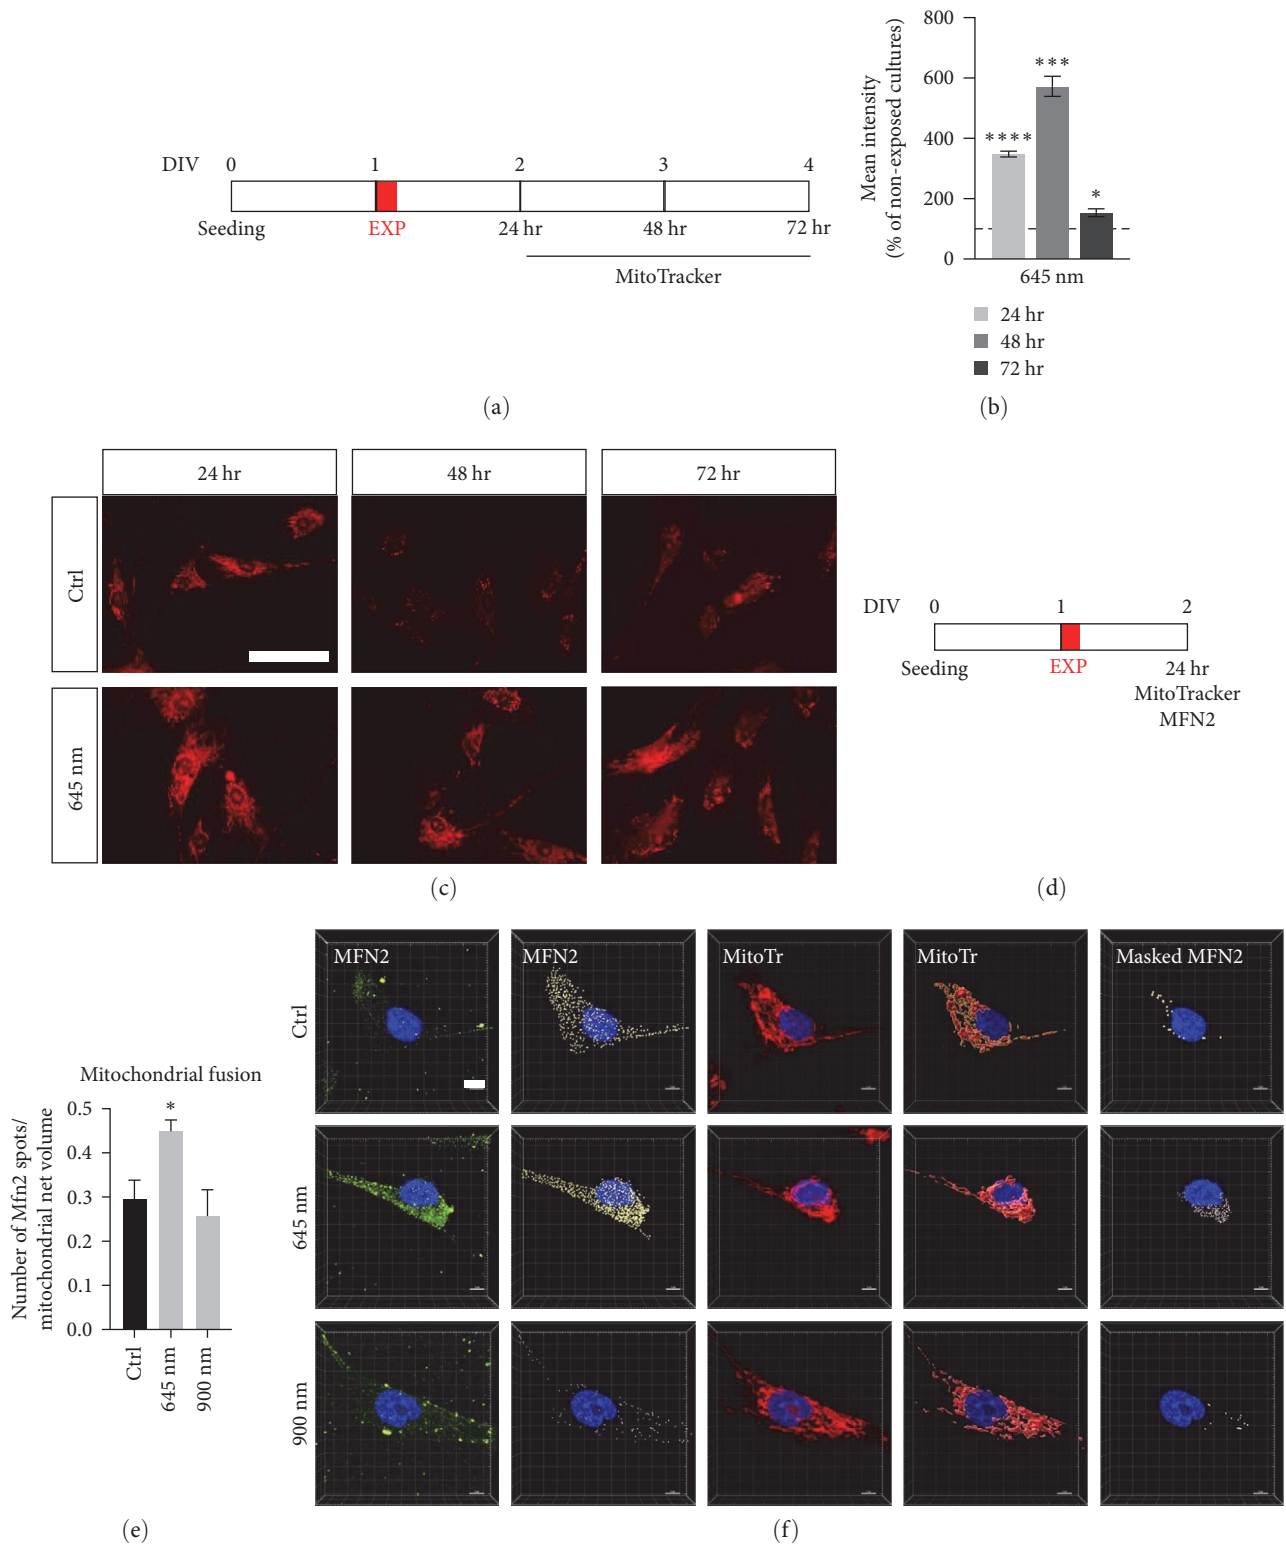 DIV 0 1 2 3 4
Seeding EXP 24 hr 48 hr 72 hr
MitoTracker
(a)
Mean intensity
(% of non-exposed cultures)
800
600
400
200
0
****
***
*
645 nm
24 hr
48 hr
72 hr
(b)
24 hr 48 hr 72 hr
Ctrl
645 nm
(c)
DIV 0 1 2
Seeding EXP 24 hr
MitoTracker
MFN2
(d)
Mitochondrial fusion
Number of Mfn2 spots/
mitochondrial net volume
0.5
0.4
0.3
0.2
0.1
0.0
*
Ctrl
645 nm
900 nm
(e)
MFN2 MFN2 MitoTr MitoTr Masked MFN2
Ctrl
645 nm
900 nm
(f)